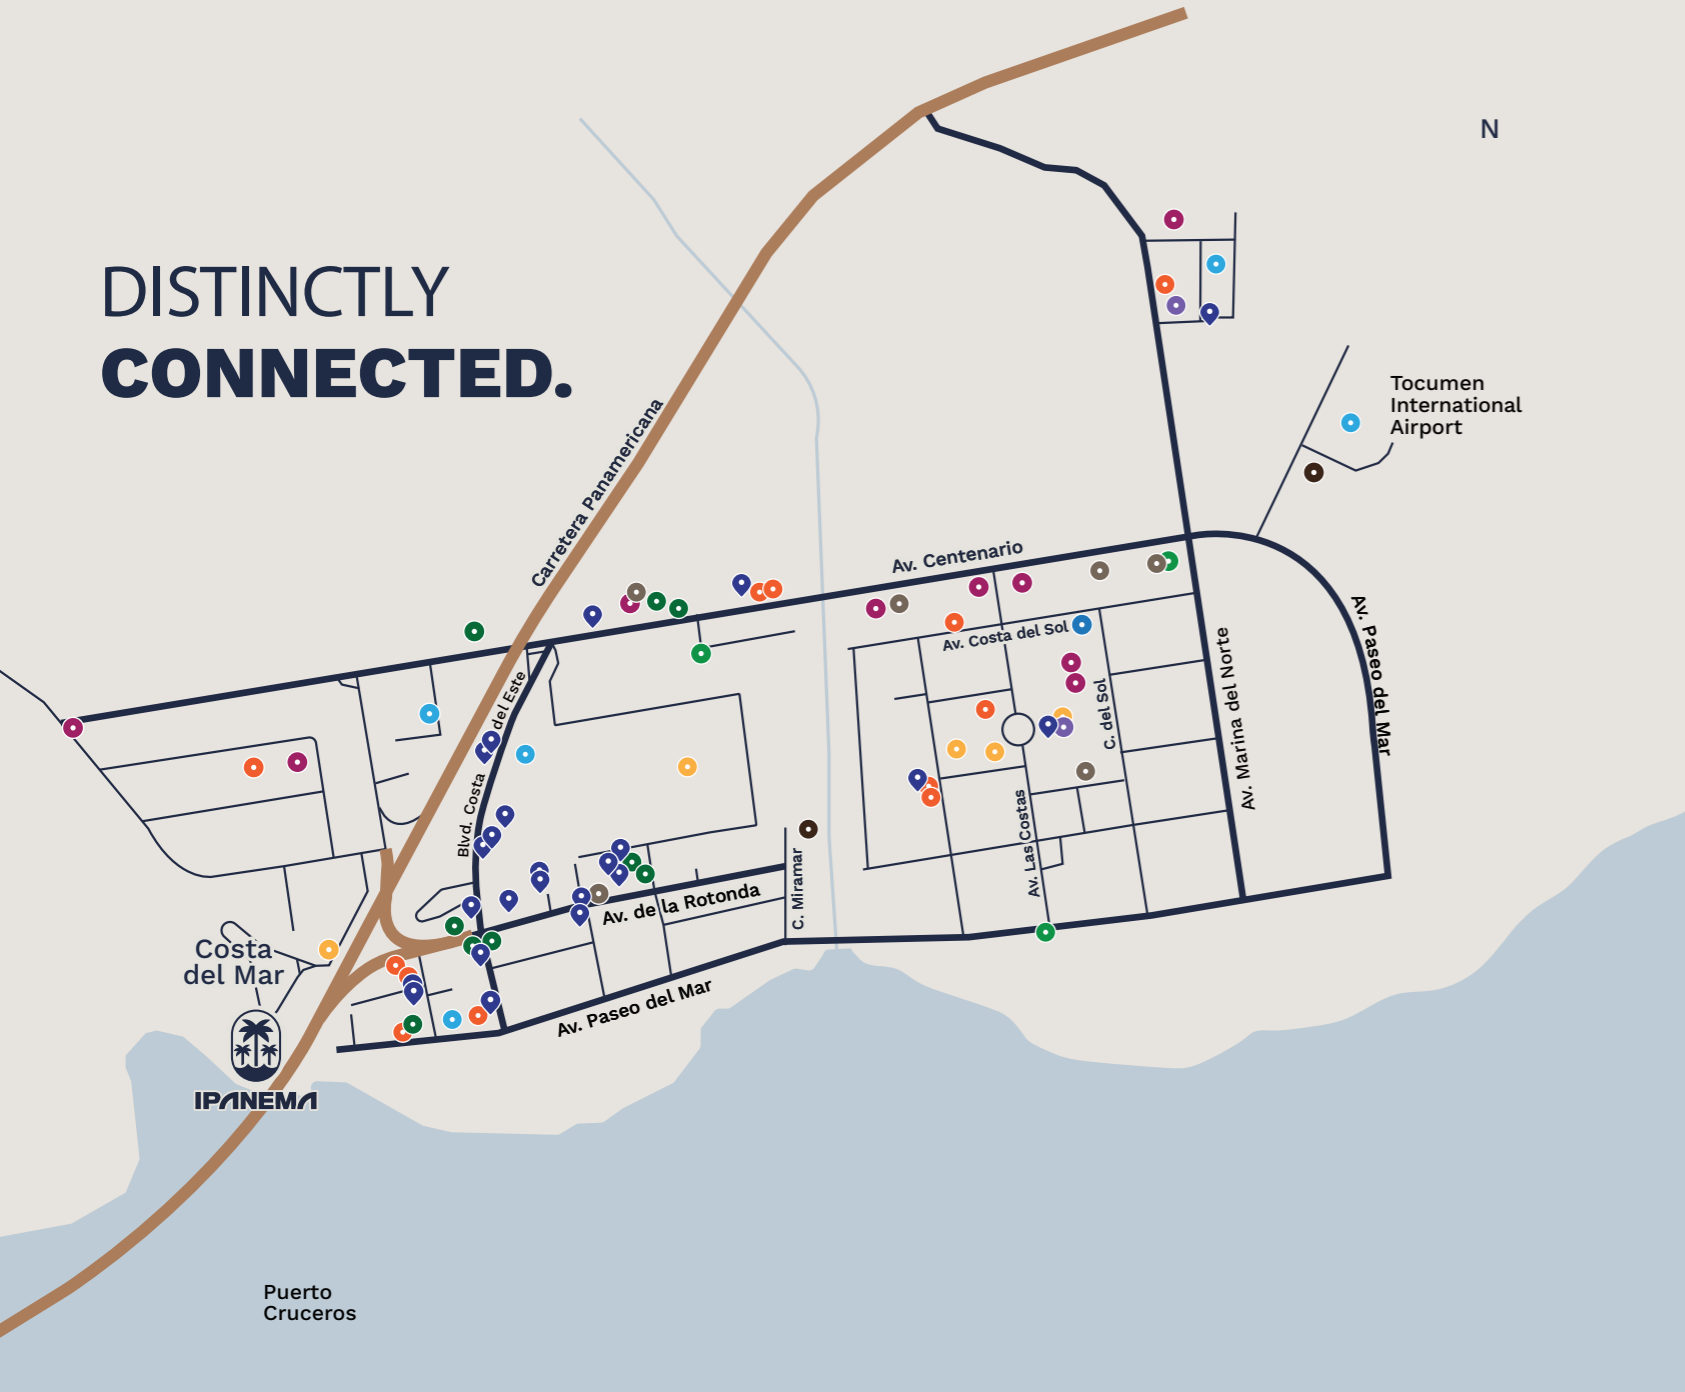 N
DISTINCTLY
CONNECTED.
Tocumen
International
Airport
Carretera Panamericana
Av. Centenario
Av. Costa del Sol
Av. Paseo del Mar
Av. Marina del Norte
C. del Sol
Blvd. Costa del Este
Av. Las Costas
C. Miramar
Av. de la Rotonda
Costa
del Mar
Av. Paseo del Mar
IPANEMA
Puerto
Cruceros